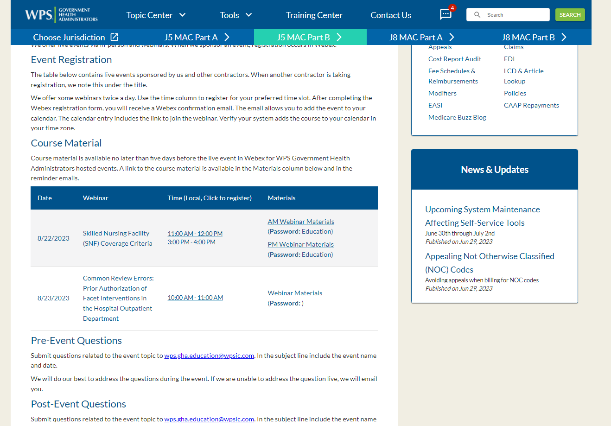 WPS GOVERNMENT HEALTH ADMINISTRATORS
Topic Center
Tools
Training Center
Contact Us
4
Search
SEARCH
Choose Jurisdiction
J5 MAC Part A
J5 MAC Part B
J8 MAC Part A
J8 MAC Part B
Event Registration
The table below contains live events sponsored by us and other contractors. When another contractor is taking
registration, we note this under the title.
We offer some webinars twice a day. Use the time column to register for your preferred time slot. After completing the
Webex registration form, you will receive a Webex confirmation email. The email allows you to add the event to your
calendar. The calendar entry includes the link to join the webinar. Verify your system adds the course to your calendar in
your time zone.
Course Material
Course material is available no later than five days before the live event in Webex for WPS Government Health
Administrators hosted events. A link to the course material is available in the Materials column below and in the
reminder emails.
Date
Webinar
Time (Local, Click to register)
Materials
8/22/2023
Skilled Nursing Facility
(SNF) Coverage Criteria
11:00 AM - 12:00 PM
3:00 PM - 4:00 PM
AM Webinar Materials
(Password: Education)
PM Webinar Materials
(Password: Education)
8/23/2023
Common Review Errors:
Prior Authorization of
Facet Interventions in
the Hospital Outpatient
Department
10:00 AM - 11:00 AM
Webinar Materials
(Password: )
Pre-Event Questions
Submit questions related to the event topic to wps.gha.education@wpsic.com. In the subject line include the event name
and date.
We will do our best to address the questions during the event. If we are unable to address the question live, we will email
you.
Post-Event Questions
Submit questions related to the event topic to wps.gha.education@wpsic.com. In the subject line include the event name
Appeals
Cost Report Audit
Fee Schedules &
Reimbursements
Modifiers
EASI
Medicare Buzz Blog
Claims
EDI
LCD & Article
Lookup
Policies
CAAP Repayments
News & Updates
Upcoming System Maintenance
Affecting Self-Service Tools
June 30th through July 2nd
Published on Jun 29, 2023
Appealing Not Otherwise Classified
(NOC) Codes
Avoiding appeals when billing for NOC codes
Published on Jun 29, 2023